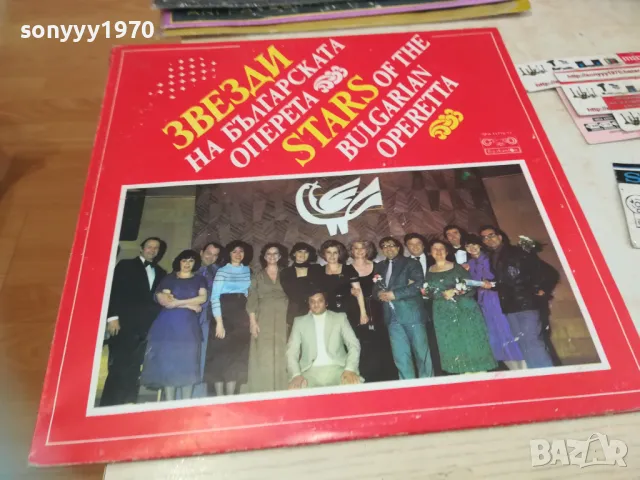 sonyyy1970
ЗВЕЗДИ
НА БЪЛГАРСКАТА
ОПЕРЕТА
STARS OF THE
BULGARIAN
OPERETTA
BAZAR